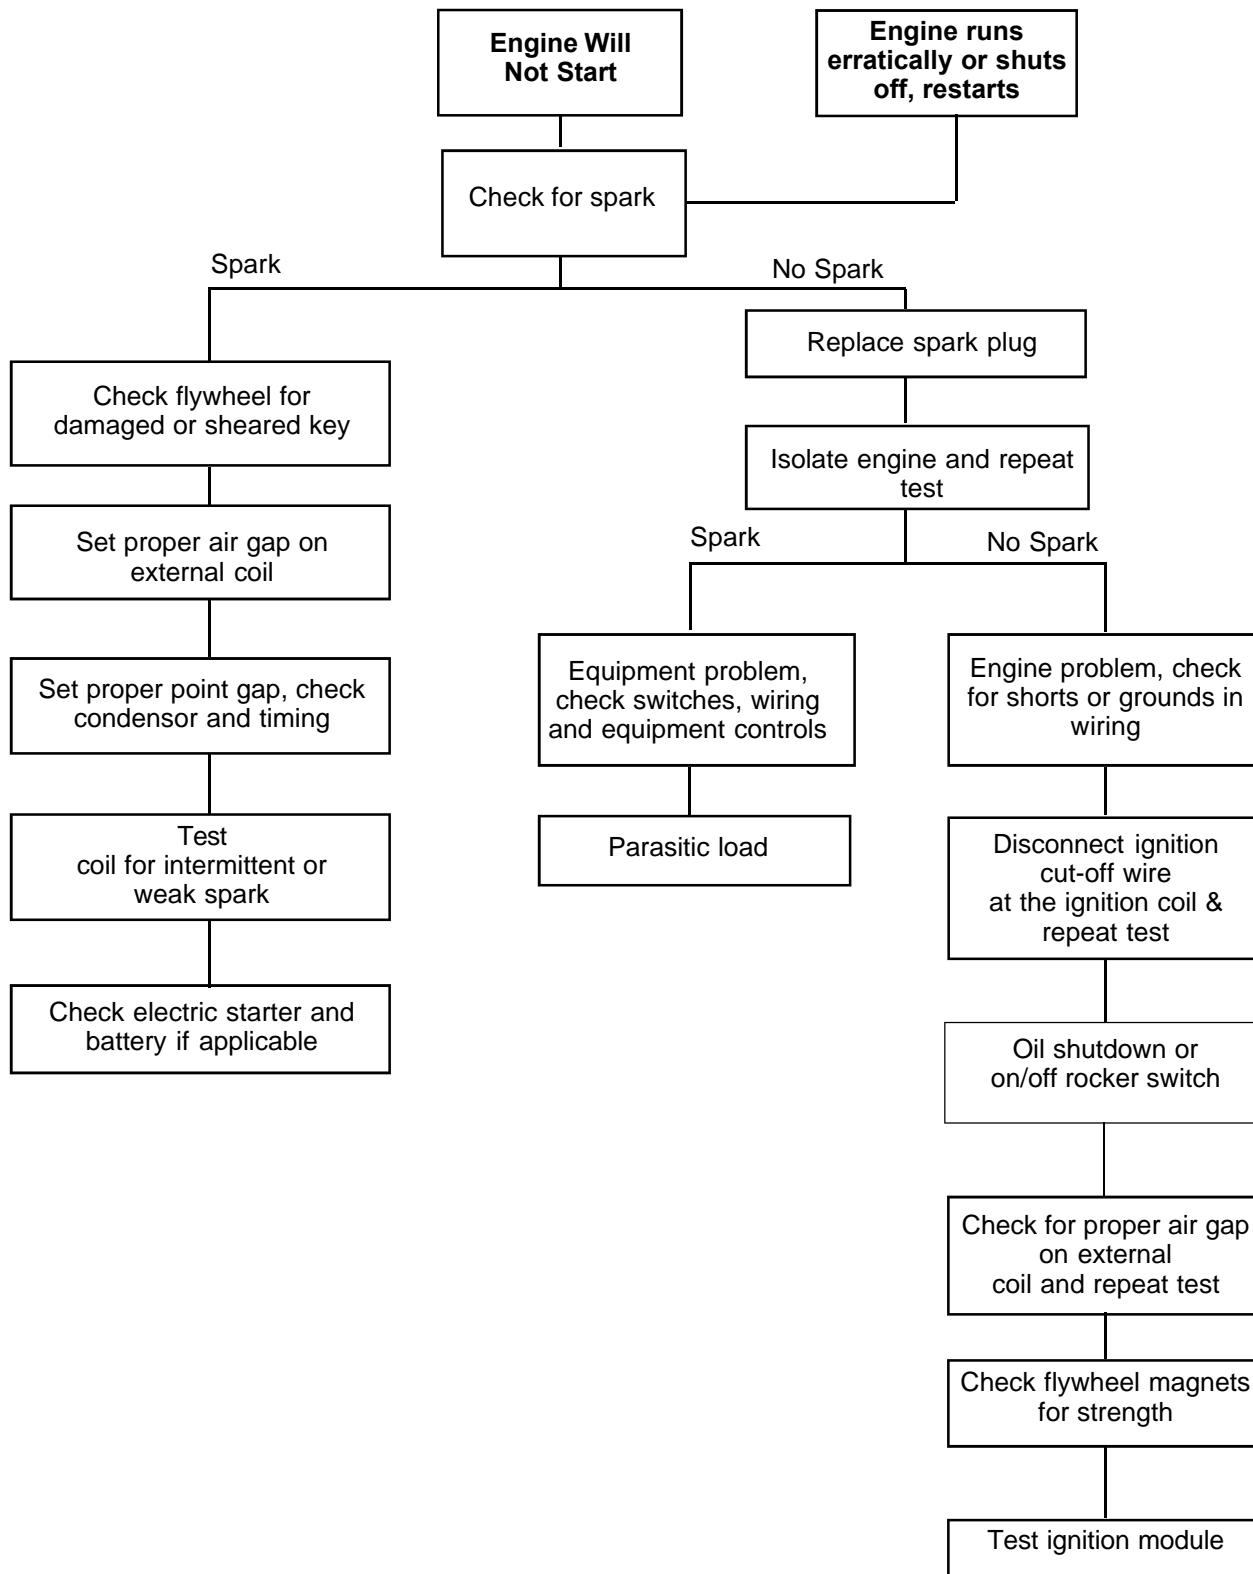 Engine Will
Not Start
Engine runs
erratically or shuts
off, restarts
Check for spark
Spark
No Spark
Check flywheel for
damaged or sheared key
Set proper air gap on
external coil
Set proper point gap, check
condensor and timing
Test
coil for intermittent or
weak spark
Check electric starter and
battery if applicable
Replace spark plug
Isolate engine and repeat
test
Spark
No Spark
Equipment problem,
check switches, wiring
and equipment controls
Parasitic load
Engine problem, check
for shorts or grounds in
wiring
Disconnect ignition
cut-off wire
at the ignition coil &
repeat test
Oil shutdown or
on/off rocker switch
Check for proper air gap
on external
coil and repeat test
Check flywheel magnets
for strength
Test ignition module